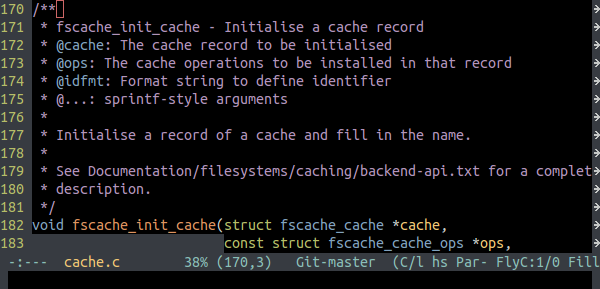 170 /**
171  * fscache_init_cache - Initialise a cache record
172  * @cache: The cache record to be initialised
173  * @ops: The cache operations to be installed in that record
174  * @idfmt: Format string to define identifier
175  * @...: sprintf-style arguments
176  *
177  * Initialise a record of a cache and fill in the name.
178  *
179  * See Documentation/filesystems/caching/backend-api.txt for a complet
180  * description.
181  */
182 void fscache_init_cache(struct fscache_cache *cache,
183 const struct fscache_cache_ops *ops,
-:--- cache.c 38% (170,3) Git-master (C/l hs Par- FlyC:1/0 Fill